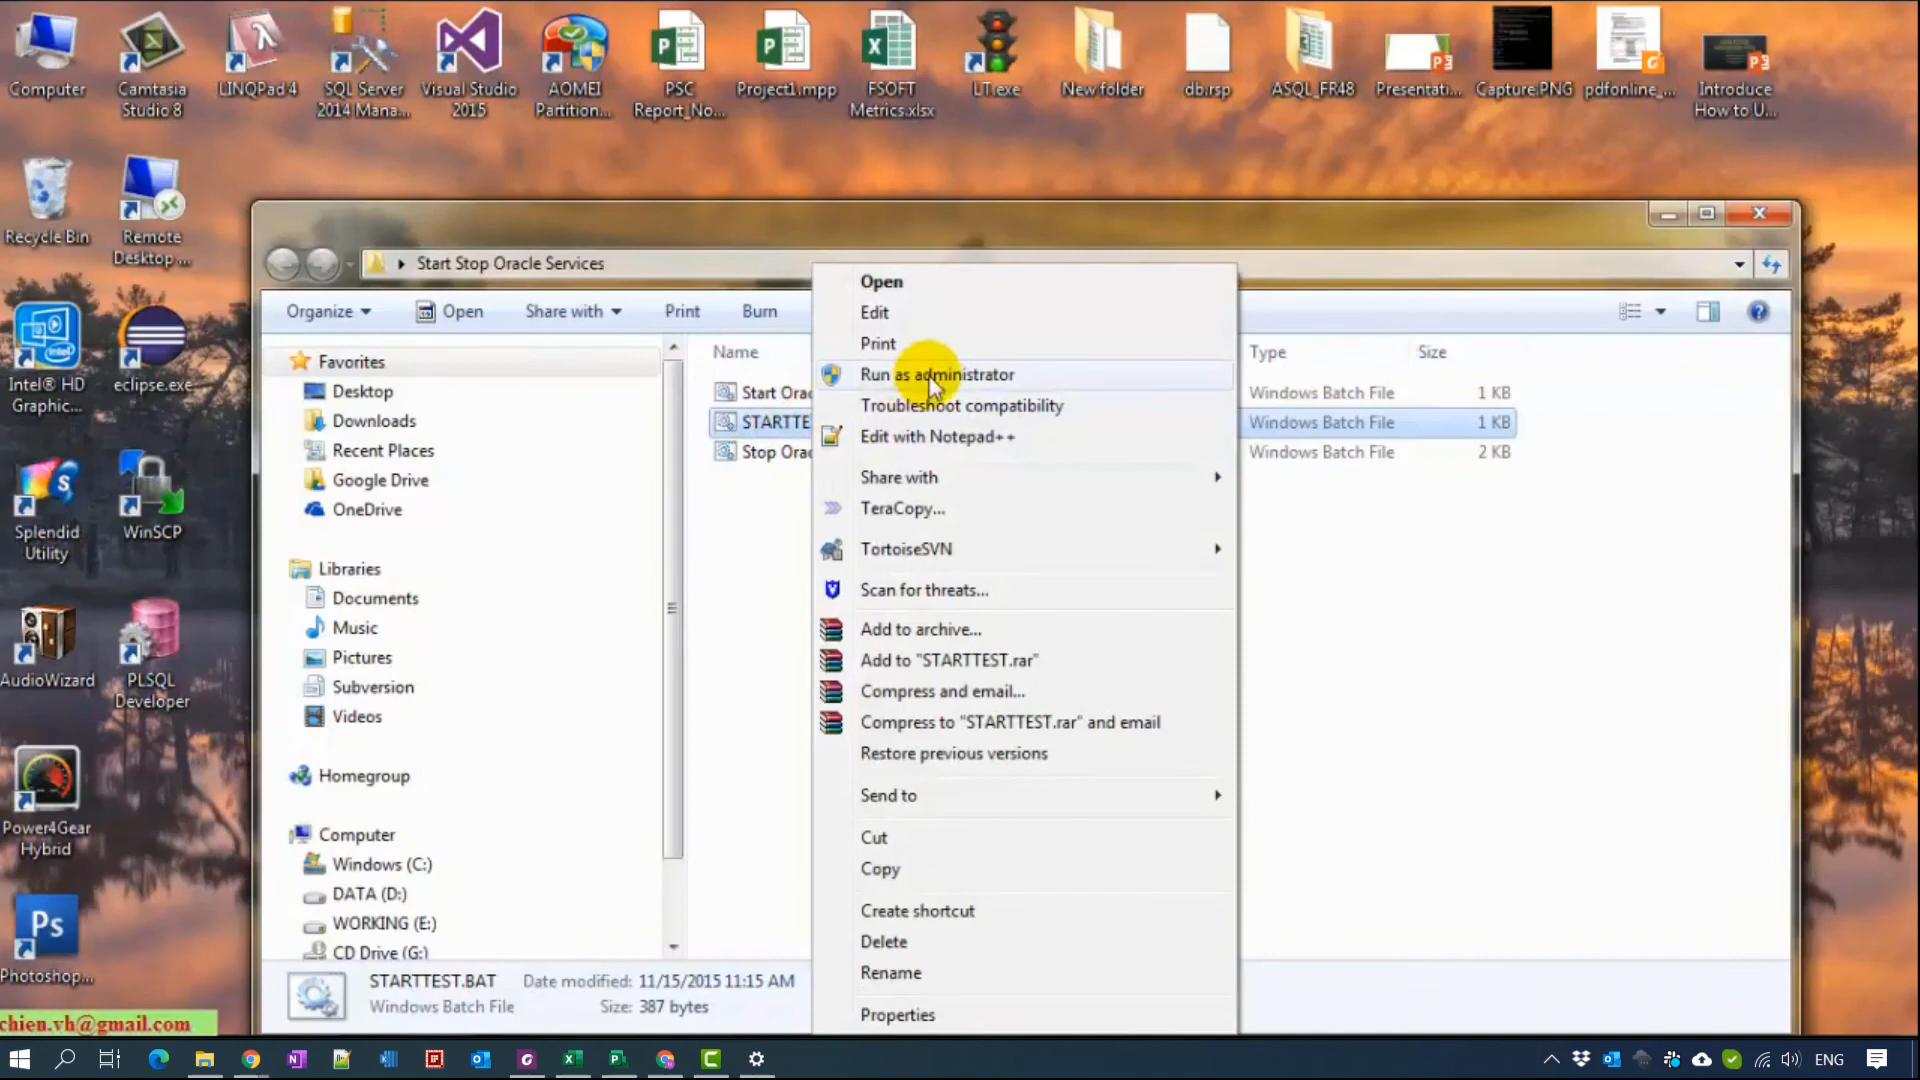 Computer
Camtasia
Studio 8
LINQPad 4
SQL Server
2014 Mana...
Visual Studio
2015
AOMEI
Partition...
PSC
Report_No...
Project1.mpp
FSOFT
Metrics.xlsx
LT.exe
New folder
db.rsp
ASQL_FR48
Presentati...
Capture.PNG
pdfonline_...
Introduce
How to U...
Recycle Bin
Remote
Desktop ...
Intel® HD
Graphic...
eclipse.exe
Splendid
Utility
WinSCP
AudioWizard
PLSQL
Developer
Power4Gear
Hybrid
Ps
Photoshop...
chien.vh@gmail.com
Start Stop Oracle Services
Organize
Open
Share with
Print
Burn
Favorites
Desktop
Downloads
Recent Places
Google Drive
OneDrive
Libraries
Documents
Music
Pictures
Subversion
Videos
Homegroup
Computer
Windows (C:)
DATA (D:)
WORKING (E:)
CD Drive (G:)
Name
Type
Size
Start Orac
Windows Batch File
1 KB
STARTTE
Windows Batch File
1 KB
Stop Orac
Windows Batch File
2 KB
Open
Edit
Print
Run as administrator
Troubleshoot compatibility
Edit with Notepad++
Share with
TeraCopy...
TortoiseSVN
Scan for threats...
Add to archive...
Add to "STARTTEST.rar"
Compress and email...
Compress to "STARTTEST.rar" and email
Restore previous versions
Send to
Cut
Copy
Create shortcut
Delete
Rename
Properties
STARTTEST.BAT
Date modified: 11/15/2015 11:15 AM
Windows Batch File
Size: 387 bytes
ENG